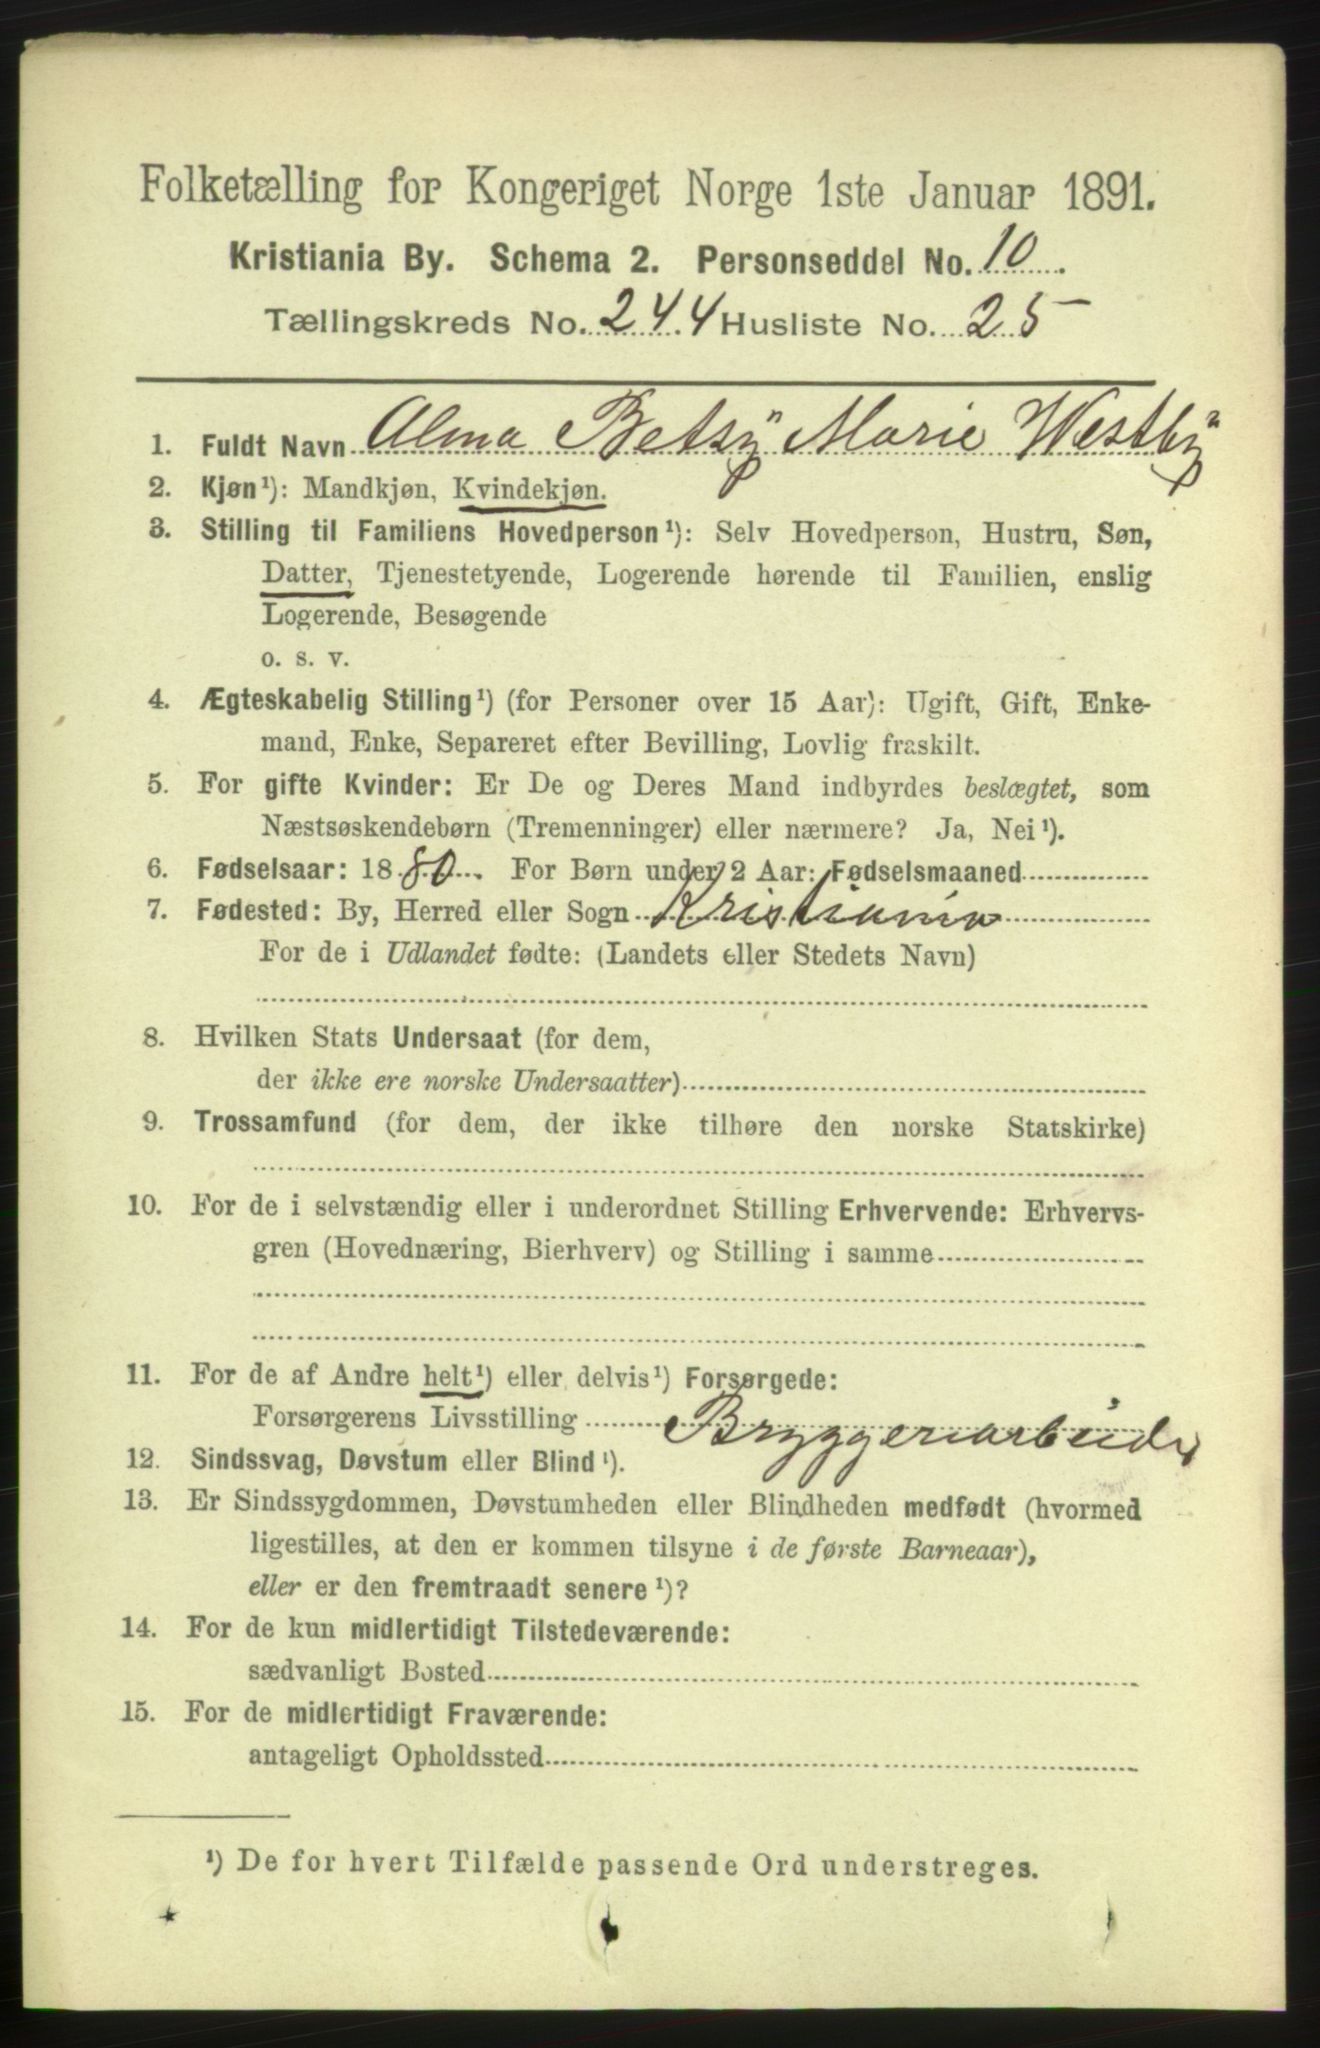 Folketælling for Kongeriget Norge 1ste Januar 1891.
Kristiania By. Schema 2. Personseddel No. 10.
Tællingskreds No. 244 Husliste No. 25
1. Fuldt Navn Alma Betsÿ Marie Westbÿ
2. Kjøn¹): Mandkjøn, Kvindekjøn.
3. Stilling til Familiens Hovedperson¹): Selv Hovedperson, Hustru, Søn,
Datter, Tjenestetyende, Logerende hørende til Familien, enslig
Logerende, Besøgende
o. s. v.
4. Ægteskabelig Stilling¹) (for Personer over 15 Aar): Ugift, Gift, Enke-
mand, Enke, Separeret efter Bevilling, Lovlig fraskilt.
5. For gifte Kvinder: Er De og Deres Mand indbyrdes beslægtet, som
Næstsøskendebørn (Tremenninger) eller nærmere? Ja, Nei¹).
6. Fødselsaar: 1880. For Børn under 2 Aar: Fødselsmaaned
7. Fødested: By, Herred eller Sogn Kristiania
For de i Udlandet fødte: (Landets eller Stedets Navn)
8. Hvilken Stats Undersaat (for dem,
der ikke ere norske Undersaatter)
9. Trossamfund (for dem, der ikke tilhøre den norske Statskirke)
10. For de i selvstændig eller i underordnet Stilling Erhvervende: Erhvervs-
gren (Hovednæring, Bierhverv) og Stilling i samme
11. For de af Andre helt¹) eller delvis¹) Forsørgede:
Forsørgerens Livsstilling Bryggeriarbeider
12. Sindssvag, Døvstum eller Blind¹).
13. Er Sindssygdommen, Døvstumheden eller Blindheden medfødt (hvormed
ligestilles, at den er kommen tilsyne i de første Barneaar),
eller er den fremtraadt senere¹)?
14. For de kun midlertidigt Tilstedeværende:
sædvanligt Bosted
15. For de midlertidigt Fraværende:
antageligt Opholdssted
¹) De for hvert Tilfælde passende Ord understreges.